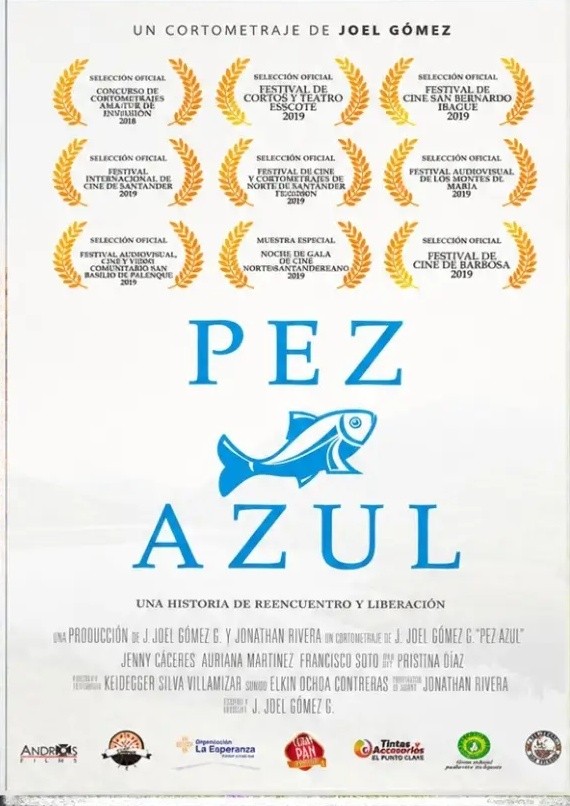 UN CORTOMETRAJE DE JOEL GÓMEZ
SELECCIÓN OFICIAL
CONCURSO DE
CORTOMETRAJES
2018
SELECCIÓN OFICIAL
FESTIVAL DE
CORTOS Y TEATRO
ESSCOTE
2019
SELECCIÓN OFICIAL
FESTIVAL DE
CINE SAN BERNARDO
IBAGUE
2019
SELECCIÓN OFICIAL
FESTIVAL
INTERNACIONAL DE
CINE DE SANTANDER
2019
SELECCIÓN OFICIAL
FESTIVAL DE CINE
Y CORTOMETRAJES DE
NORTE DE SANTANDER
2019
SELECCIÓN OFICIAL
FESTIVAL AUDIOVISUAL
DE LOS MONTES DE
MARIA
2019
SELECCIÓN OFICIAL
FESTIVAL AUDIOVISUAL,
CINE Y
COMUNITARIO SAN
BASILIO DE PALENQUE
2019
MUESTRA ESPECIAL
NOCHE DE GALA
DE CINE
NORTESANTANDEREANO
2019
SELECCIÓN OFICIAL
FESTIVAL DE
CINE DE BARBOSA
2019
PEZ
AZUL
UNA HISTORIA DE REENCUENTRO Y LIBERACIÓN
UNA PRODUCCIÓN DE J. JOEL GÓMEZ G. Y JONATHAN RIVERA UN CORTOMETRAJE DE J. JOEL GÓMEZ G. "PEZ AZUL"
JENNY CÁCERES AURIANA MARTINEZ FRANCISCO SOTO PRISTINA DÍAZ
KEIDEGGER SILVA VILLAMIZAR SONIDO ELKIN OCHOA CONTRERAS JONATHAN RIVERA
J. JOEL GÓMEZ G.
FILMS
Organización
La Esperanza
PAN
Tintas y
Accesorios
EL PUNTO CLAVE